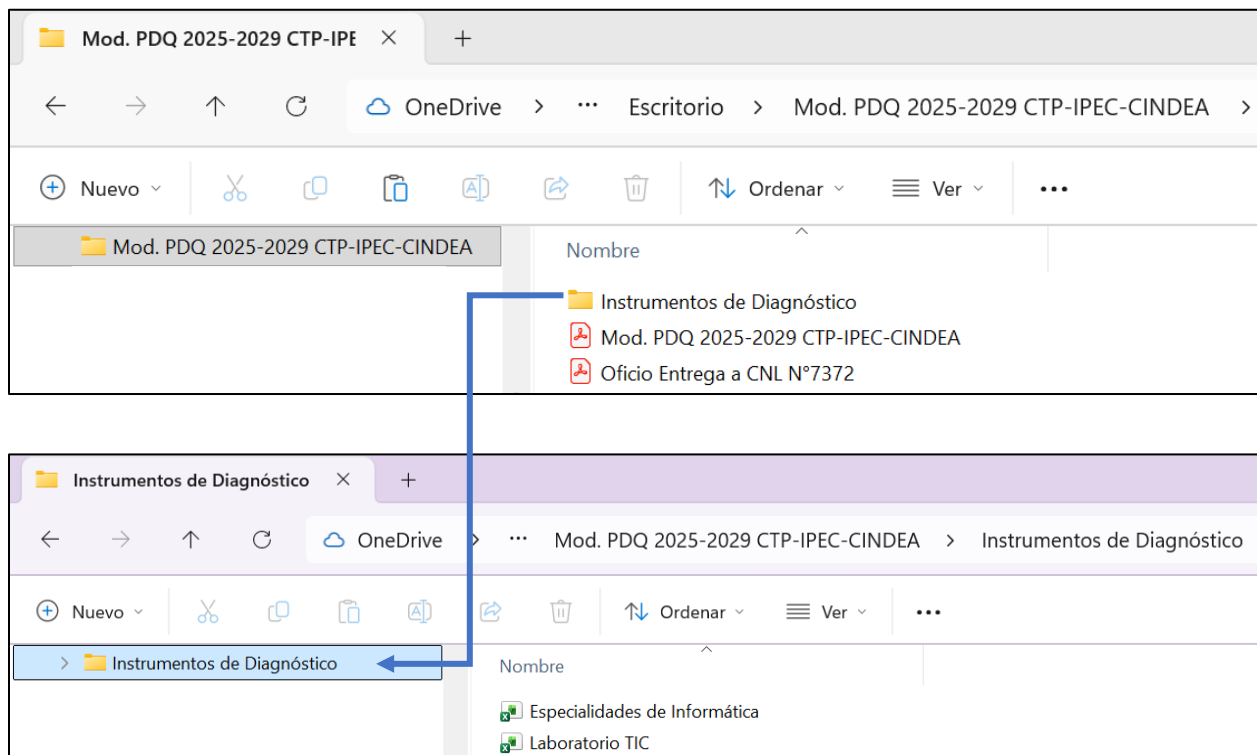 Mod. PDQ 2025-2029 CTP-IPE
OneDrive > ··· Escritorio > Mod. PDQ 2025-2029 CTP-IPEC-CINDEA >
Nuevo Ordenar Ver ···
Mod. PDQ 2025-2029 CTP-IPEC-CINDEA
Nombre
Instrumentos de Diagnóstico
Mod. PDQ 2025-2029 CTP-IPEC-CINDEA
Oficio Entrega a CNL N°7372
Instrumentos de Diagnóstico
OneDrive > ··· Mod. PDQ 2025-2029 CTP-IPEC-CINDEA > Instrumentos de Diagnóstico
Nuevo Ordenar Ver ···
Instrumentos de Diagnóstico
Nombre
Especialidades de Informática
Laboratorio TIC